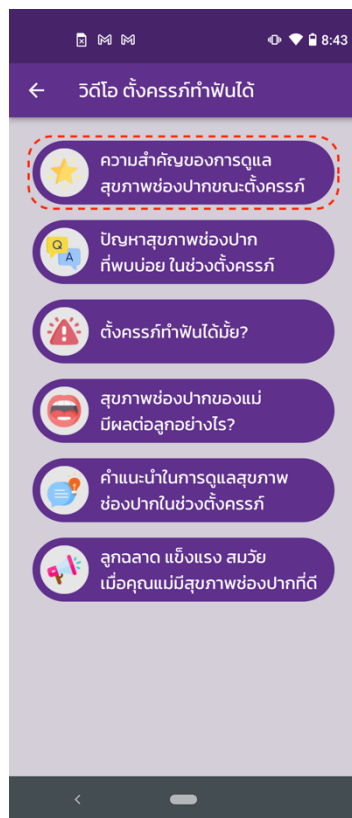 8:43
วิดีโอ ตั้งครรภ์ทำฟันได้
ความสำคัญของการดูแล
สุขภาพช่องปากขณะตั้งครรภ์
Q
A
ปัญหาสุขภาพช่องปาก
ที่พบบ่อย ในช่วงตั้งครรภ์
ตั้งครรภ์ทำฟันได้มั้ย?
สุขภาพช่องปากของแม่
มีผลต่อลูกอย่างไร?
คำแนะนำในการดูแลสุขภาพ
ช่องปากในช่วงตั้งครรภ์
ลูกฉลาด แข็งแรง สมวัย
เมื่อคุณแม่มีสุขภาพช่องปากที่ดี